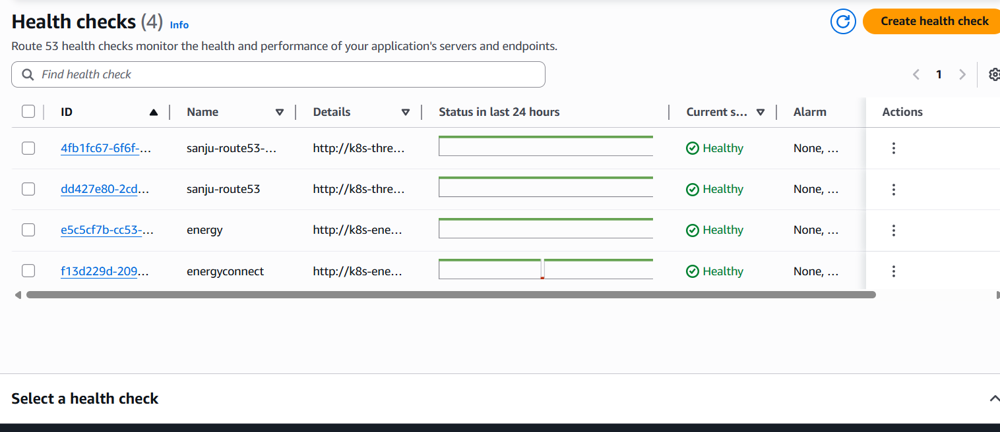 Health checks (4) Info
Create health check
Route 53 health checks monitor the health and performance of your application's servers and endpoints.
Find health check
1
ID Name Details Status in last 24 hours Current s... Alarm Actions
4fb1fc67-6f6f-... sanju-route53-... http://k8s-thre... Healthy None, ...
dd427e80-2cd... sanju-route53 http://k8s-thre... Healthy None, ...
e5c5cf7b-cc53-... energy http://k8s-ene... Healthy None, ...
f13d229d-209... energyconnect http://k8s-ene... Healthy None, ...
Select a health check